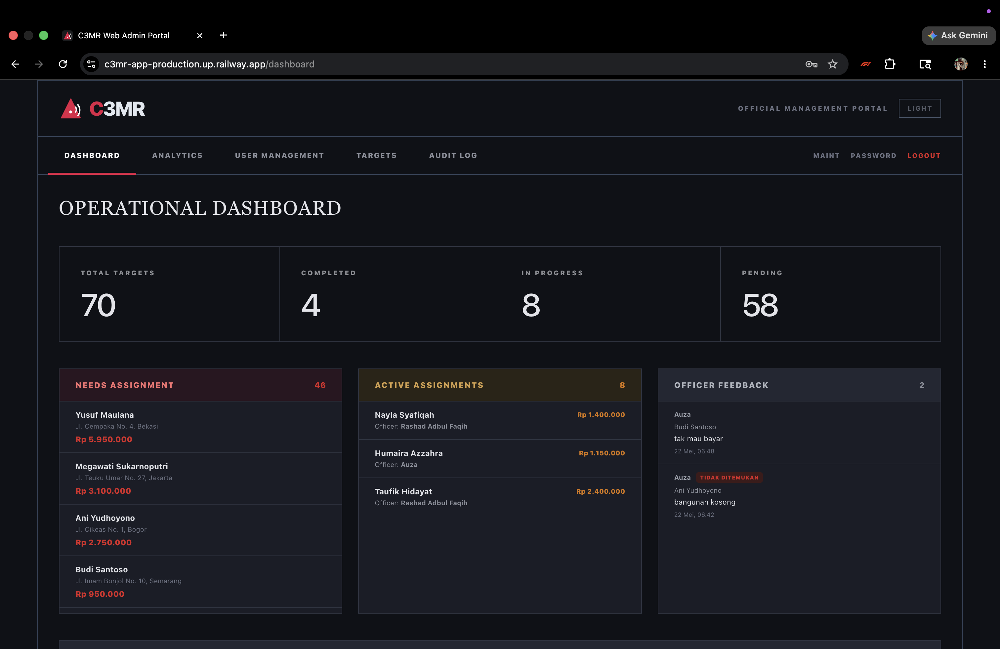 C3MR Web Admin Portal
Ask Gemini
c3mr-app-production.up.railway.app/dashboard
C3MR
OFFICIAL MANAGEMENT PORTAL
LIGHT
DASHBOARD
ANALYTICS
USER MANAGEMENT
TARGETS
AUDIT LOG
MAINT
PASSWORD
LOGOUT
OPERATIONAL DASHBOARD
TOTAL TARGETS
70
COMPLETED
4
IN PROGRESS
8
PENDING
58
NEEDS ASSIGNMENT
46
Yusuf Maulana
Jl. Cempaka No. 4, Bekasi
Rp 5.950.000
Megawati Sukarnoputri
Jl. Teuku Umar No. 27, Jakarta
Rp 3.100.000
Ani Yudhoyono
Jl. Cikeas No. 1, Bogor
Rp 2.750.000
Budi Santoso
Jl. Imam Bonjol No. 10, Semarang
Rp 950.000
ACTIVE ASSIGNMENTS
8
Nayla Syafiqah
Rp 1.400.000
Officer: Rashad Adbul Faqih
Humaira Azzahra
Rp 1.150.000
Officer: Auza
Taufik Hidayat
Rp 2.400.000
Officer: Rashad Adbul Faqih
OFFICER FEEDBACK
2
Auza
Budi Santoso
tak mau bayar
22 Mei, 06.48
Auza
TIDAK DITEMUKAN
Ani Yudhoyono
bangunan kosong
22 Mei, 06.42